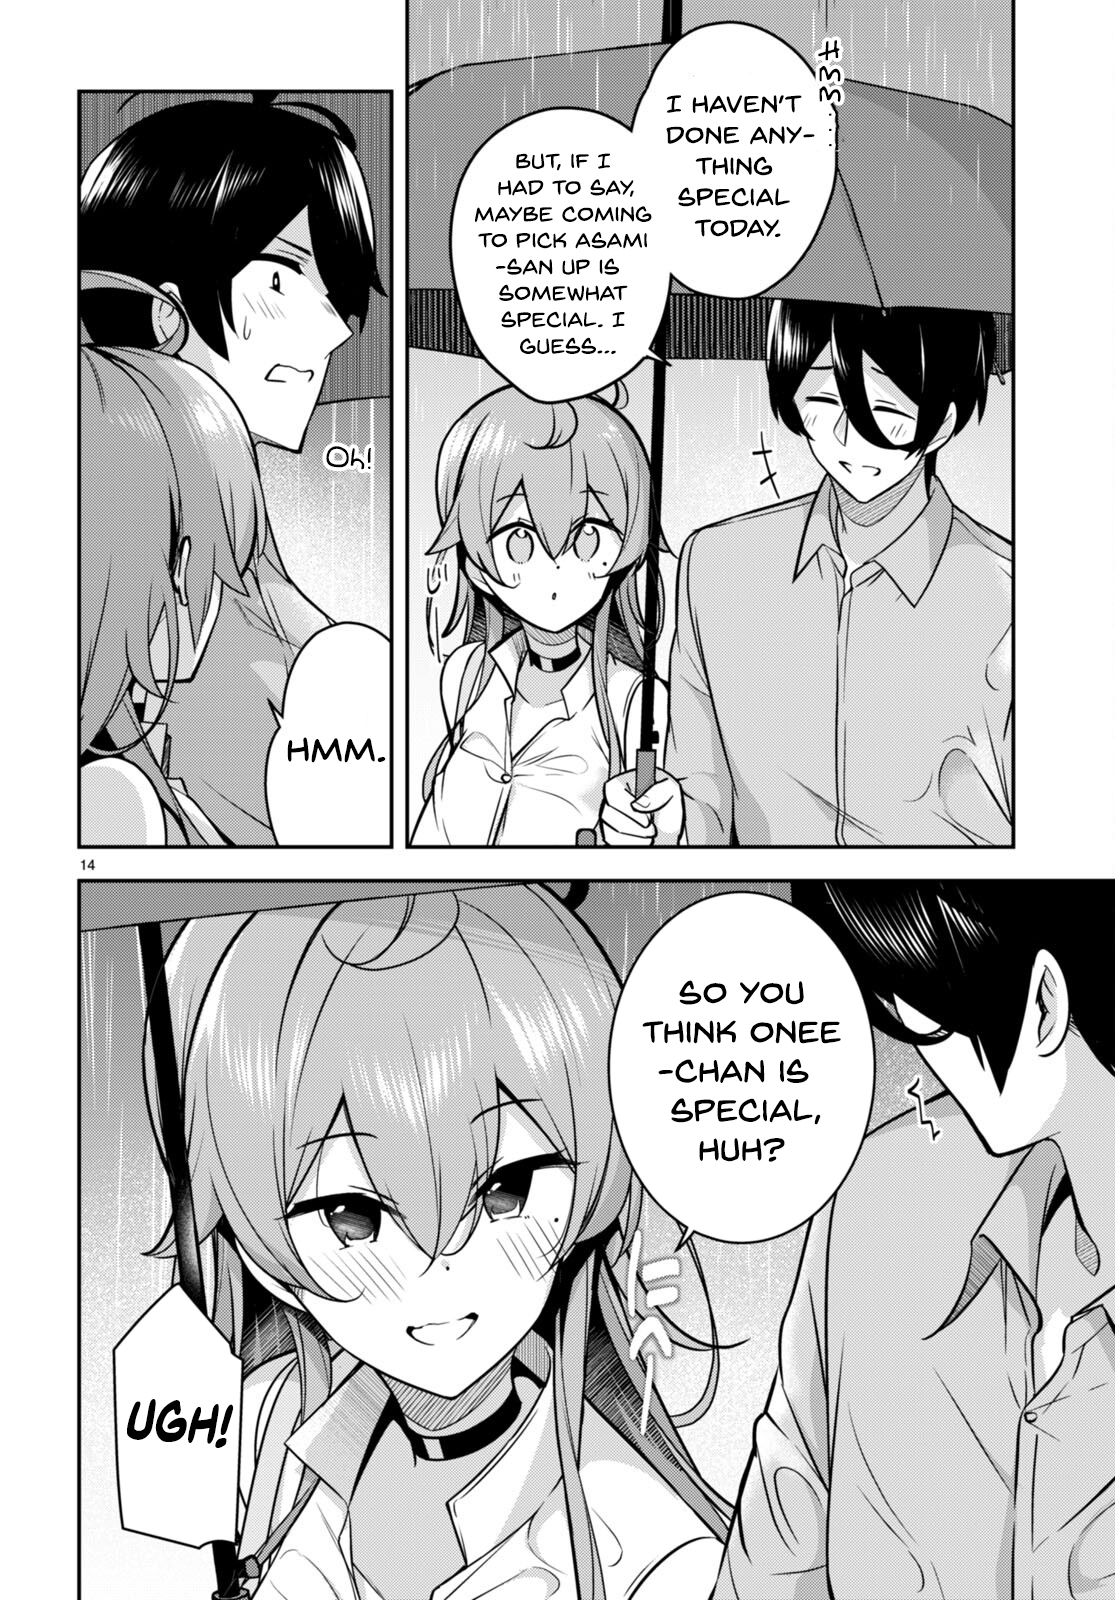 I HAVEN'T
DONE ANY-
THING
SPECIAL
TODAY.
BUT, IF I
HAD TO SAY,
MAYBE COMING
TO PICK ASAMI
-SAN UP IS
SOMEWHAT
SPECIAL. I
GUESS...
Oh!
HMM.
14
SO YOU
THINK ONEE
-CHAN IS
SPECIAL,
HUH?
UGH!